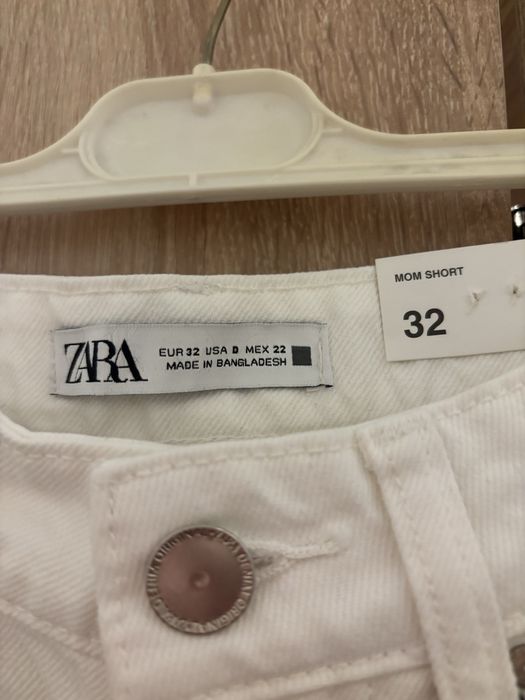 MOM SHORT
32
ZARA
EUR 32 USA 0 MEX 22
MADE IN BANGLADESH